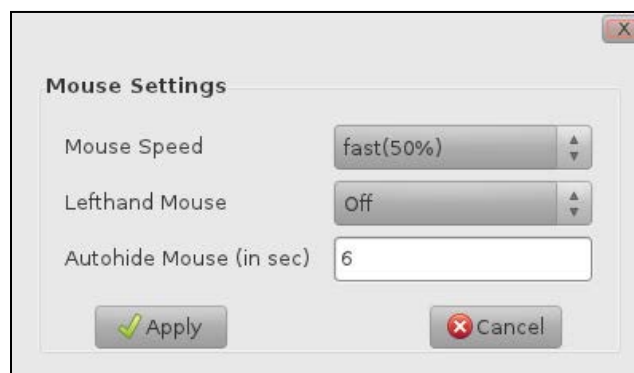 X
Mouse Settings
Mouse Speed fast(50%)
Lefthand Mouse Off
Autohide Mouse (in sec) 6
Apply Cancel